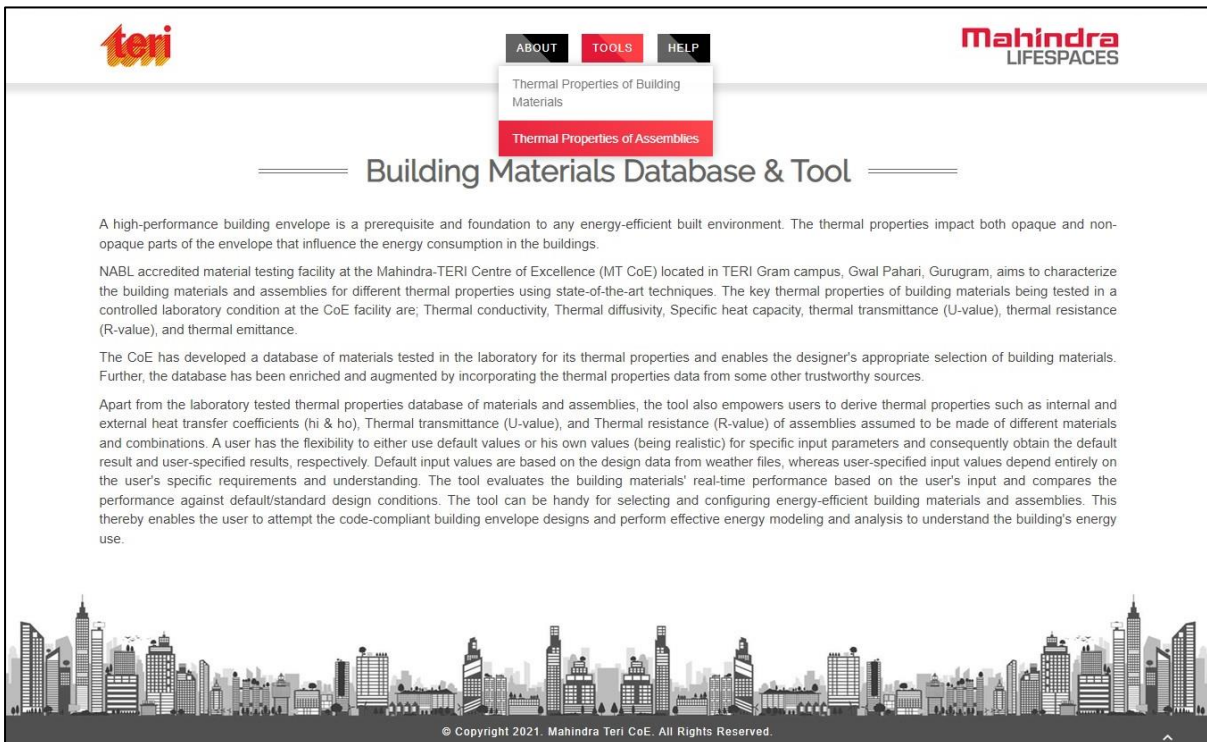 teri
ABOUT TOOLS HELP
Mahindra
LIFESPACES
Thermal Properties of Building
Materials
Thermal Properties of Assemblies
Building Materials Database & Tool
A high-performance building envelope is a prerequisite and foundation to any energy-efficient built environment. The thermal properties impact both opaque and non-
opaque parts of the envelope that influence the energy consumption in the buildings.
NABL accredited material testing facility at the Mahindra-TERI Centre of Excellence (MT CoE) located in TERI Gram campus, Gwal Pahari, Gurugram, aims to characterize
the building materials and assemblies for different thermal properties using state-of-the-art techniques. The key thermal properties of building materials being tested in a
controlled laboratory condition at the CoE facility are; Thermal conductivity, Thermal diffusivity, Specific heat capacity, thermal transmittance (U-value), thermal resistance
(R-value), and thermal emittance.
The CoE has developed a database of materials tested in the laboratory for its thermal properties and enables the designer's appropriate selection of building materials.
Further, the database has been enriched and augmented by incorporating the thermal properties data from some other trustworthy sources.
Apart from the laboratory tested thermal properties database of materials and assemblies, the tool also empowers users to derive thermal properties such as internal and
external heat transfer coefficients (hi & ho), Thermal transmittance (U-value), and Thermal resistance (R-value) of assemblies assumed to be made of different materials
and combinations. A user has the flexibility to either use default values or his own values (being realistic) for specific input parameters and consequently obtain the default
result and user-specified results, respectively. Default input values are based on the design data from weather files, whereas user-specified input values depend entirely on
the user's specific requirements and understanding. The tool evaluates the building materials' real-time performance based on the user's input and compares the
performance against default/standard design conditions. The tool can be handy for selecting and configuring energy-efficient building materials and assemblies. This
thereby enables the user to attempt the code-compliant building envelope designs and perform effective energy modeling and analysis to understand the building's energy
use.
© Copyright 2021. Mahindra Teri CoE. All Rights Reserved.